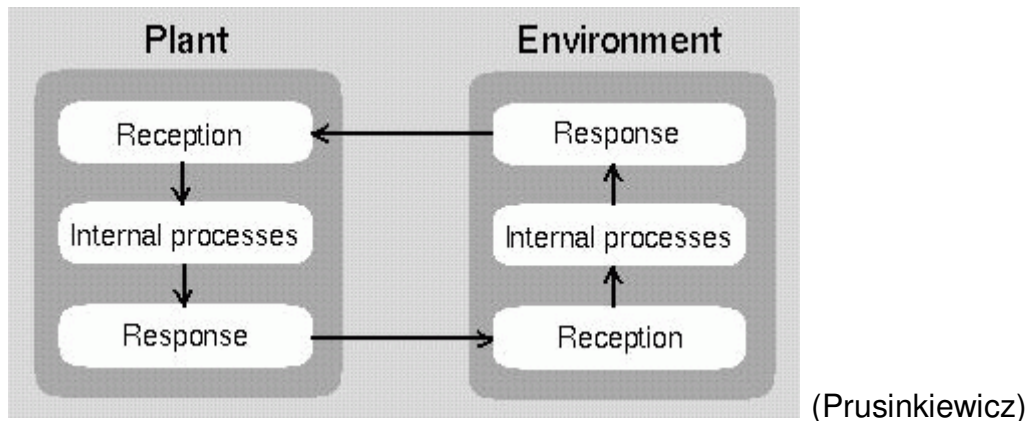 Plant
Environment
Reception
Internal processes
Response
Response
Internal processes
Reception
(Prusinkiewicz)